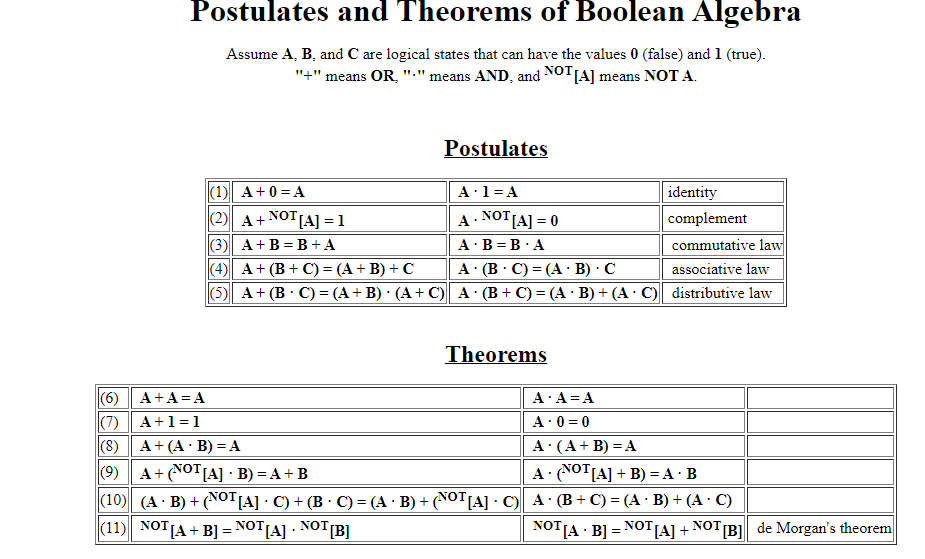 Postulates and Theorems of Boolean Algebra
Assume A, B, and C are logical states that can have the values 0 (false) and 1 (true).
"+" means OR, "·" means AND, and NOT[A] means NOT A.
Postulates
(1) A + 0 = A A · 1 = A identity
(2) A + NOT[A] = 1 A · NOT[A] = 0 complement
(3) A + B = B + A A · B = B · A commutative law
(4) A + (B + C) = (A + B) + C A · (B · C) = (A · B) · C associative law
(5) A + (B · C) = (A + B) · (A + C) A · (B + C) = (A · B) + (A · C) distributive law
Theorems
(6) A + A = A A · A = A
(7) A + 1 = 1 A · 0 = 0
(8) A + (A · B) = A A · ( A + B) = A
(9) A + (NOT[A] · B) = A + B A · (NOT[A] + B) = A · B
(10) (A · B) + (NOT[A] · C) + (B · C) = (A · B) + (NOT[A] · C) A · (B + C) = (A · B) + (A · C)
(11) NOT[A + B] = NOT[A] · NOT[B] NOT[A · B] = NOT[A] + NOT[B] de Morgan's theorem